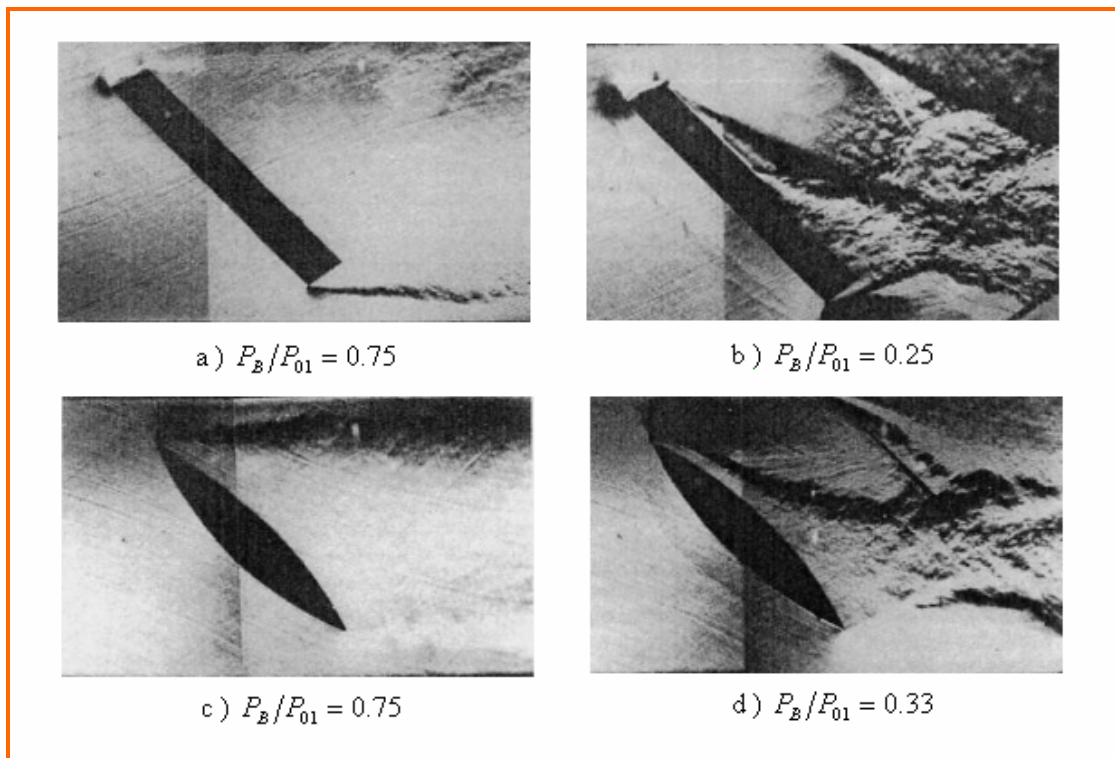 a) P_B/P_01 = 0.75
b) P_B/P_01 = 0.25
c) P_B/P_01 = 0.75
d) P_B/P_01 = 0.33